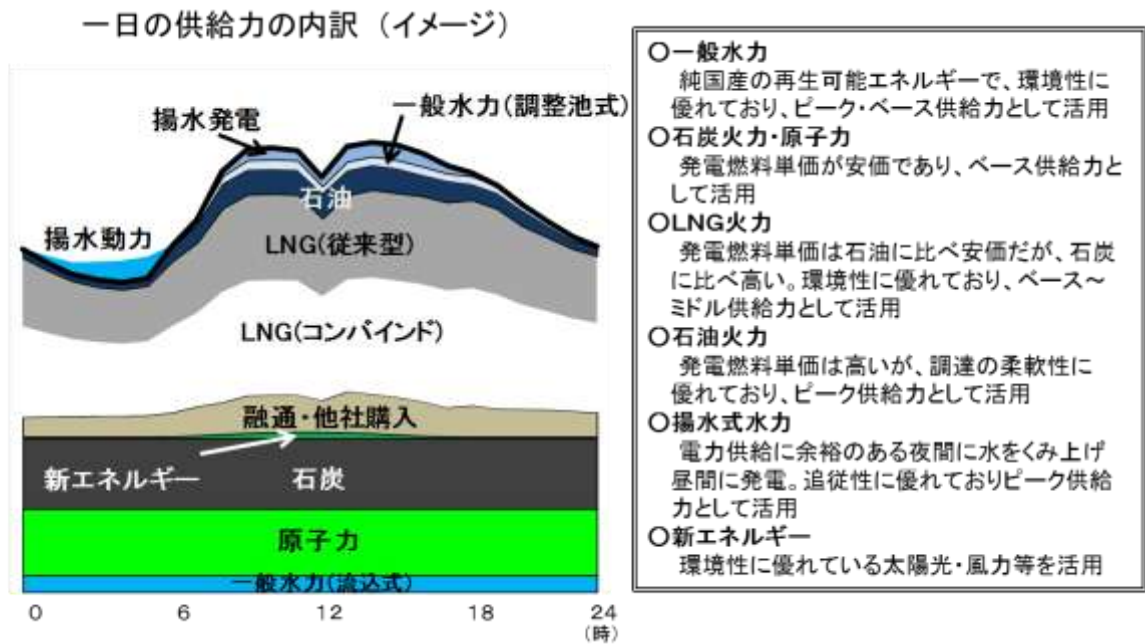 一日の供給力の内訳 (イメージ)
揚水発電
一般水力(調整池式)
石油
揚水動力
LNG(従来型)
LNG(コンバインド)
融通・他社購入
新エネルギー
石炭
原子力
一般水力(流込式)
0 6 12 18 24
(時)
〇一般水力
純国産の再生可能エネルギーで、環境性に
優れており、ピーク・ベース供給力として活用
〇石炭火力・原子力
発電燃料単価が安価であり、ベース供給力と
して活用
〇LNG火力
発電燃料単価は石油に比べ安価だが、石炭
に比べ高い。環境性に優れており、ベース~
ミドル供給力として活用
〇石油火力
発電燃料単価は高いが、調達の柔軟性に
優れており、ピーク供給力として活用
〇揚水式水力
電力供給に余裕のある夜間に水をくみ上げ
昼間に発電。追従性に優れておりピーク供給
力として活用
〇新エネルギー
環境性に優れている太陽光・風力等を活用